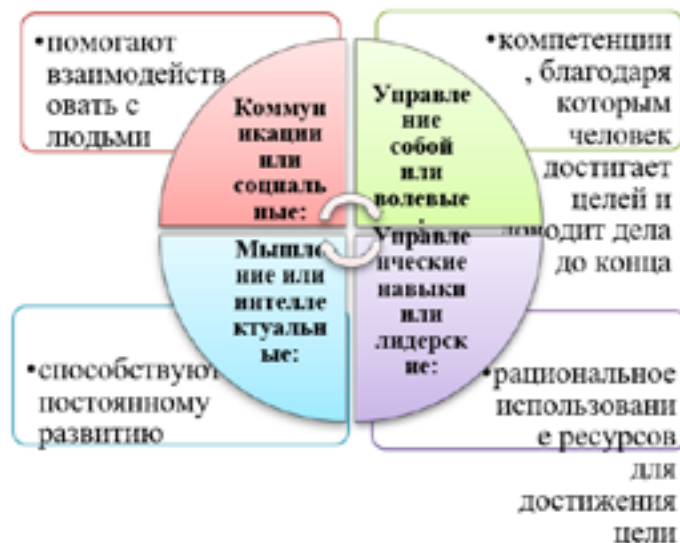 •помогают
взаимодейств
овать с
людьми
Коммун
икации
или
социаль
ные:
Управле
ние
собой
или
волевые
•компетенции
, благодаря
которым
человек
достигает
целей и
доводит дела
до конца
Мышле
ние или
интелле
ктуальн
ые:
•способствуют
постоянному
развитию
Управле
нческие
навыки
или
лидерск
ие:
•рациональное
использовани
е ресурсов
для
достижения
цели